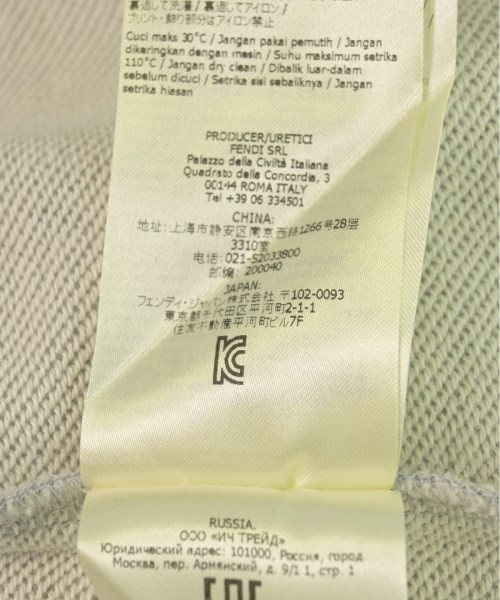 裏返して洗濯 / 裏返してアイロン /
プリント・飾り部分はアイロン禁止
Cuci maks 30°C / Jangan pakai pemutih / Jangan
dikeringkan dengan mesin / Suhu maksimum setrika
110°C / Jangan dry clean / Dibalik luar-dalam
sebelum dicuci / Setrika sisi sebaliknya / Jangan
setrika hiasan
PRODUCER/URETICI
FENDI SRL
Palazzo della Civiltà Italiana
Quadrato della Concordia, 3
00144 ROMA ITALY
Tel +39 06 334501
CHINA:
地址: 上海市静安区南京西路1266号28层
3310室
电话: 021-52033800
邮编: 200040
JAPAN:
フェンディ・ジャパン株式会社 〒102-0093
東京都千代田区平河町2-1-1
住友不動産平河町ビル7F
RUSSIA.
ООО «ИЧ ТРЕЙД»
Юридический адрес: 101000, Россия, город
Москва, пер. Армянский, д. 9/1 1, стр. 1